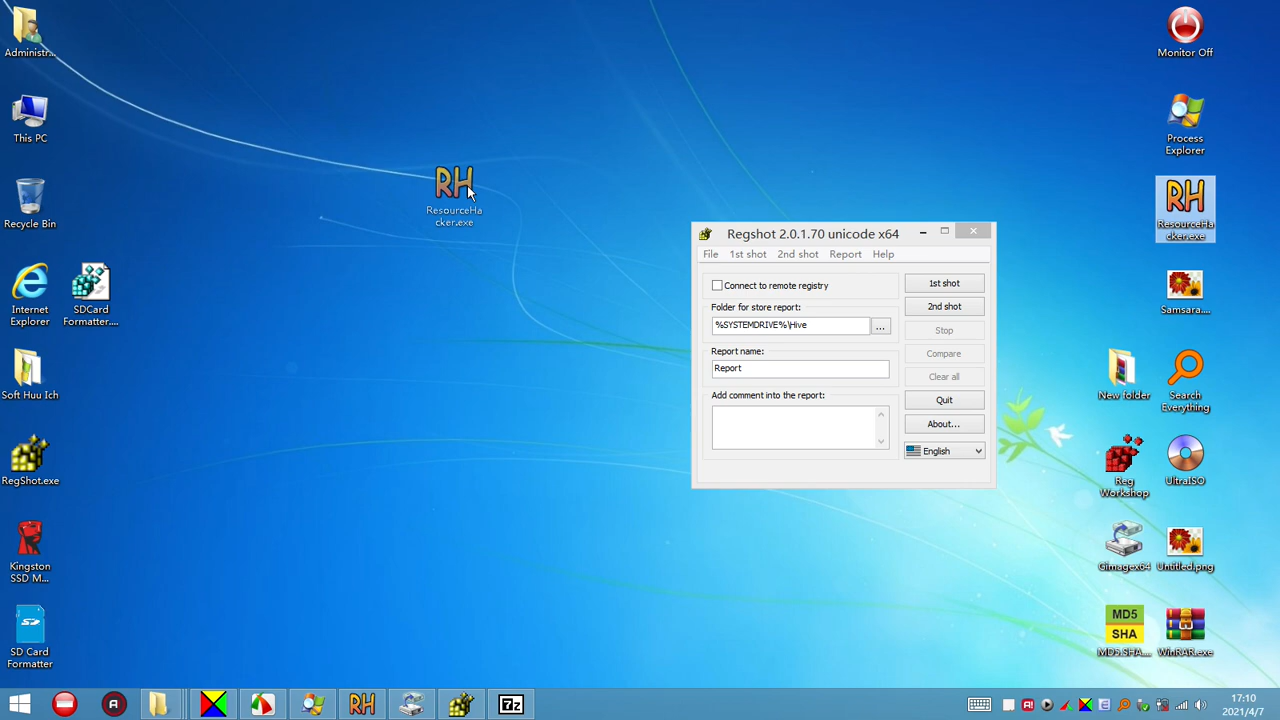 Administr...
This PC
Recycle Bin
Internet
Explorer
SDCard
Formatter....
Soft Huu Ich
RegShot.exe
Kingston
SSD M...
SD Card
Formatter
RH
ResourceHa
cker.exe
Regshot 2.0.1.70 unicode x64
File 1st shot 2nd shot Report Help
Connect to remote registry
Folder for store report:
%SYSTEMDRIVE%\Hive
...
Report name:
Report
Add comment into the report:
1st shot
2nd shot
Stop
Compare
Clear all
Quit
About...
English
Monitor Off
Process
Explorer
RH
ResourceHa
cker.exe
Samsara....
New folder
Search
Everything
Reg
Workshop
UltraISO
Gimagex64
Untitled.png
MD5
SHA
MD5.SHA....
WinRAR.exe
RH
7z
17:10
2021/4/7